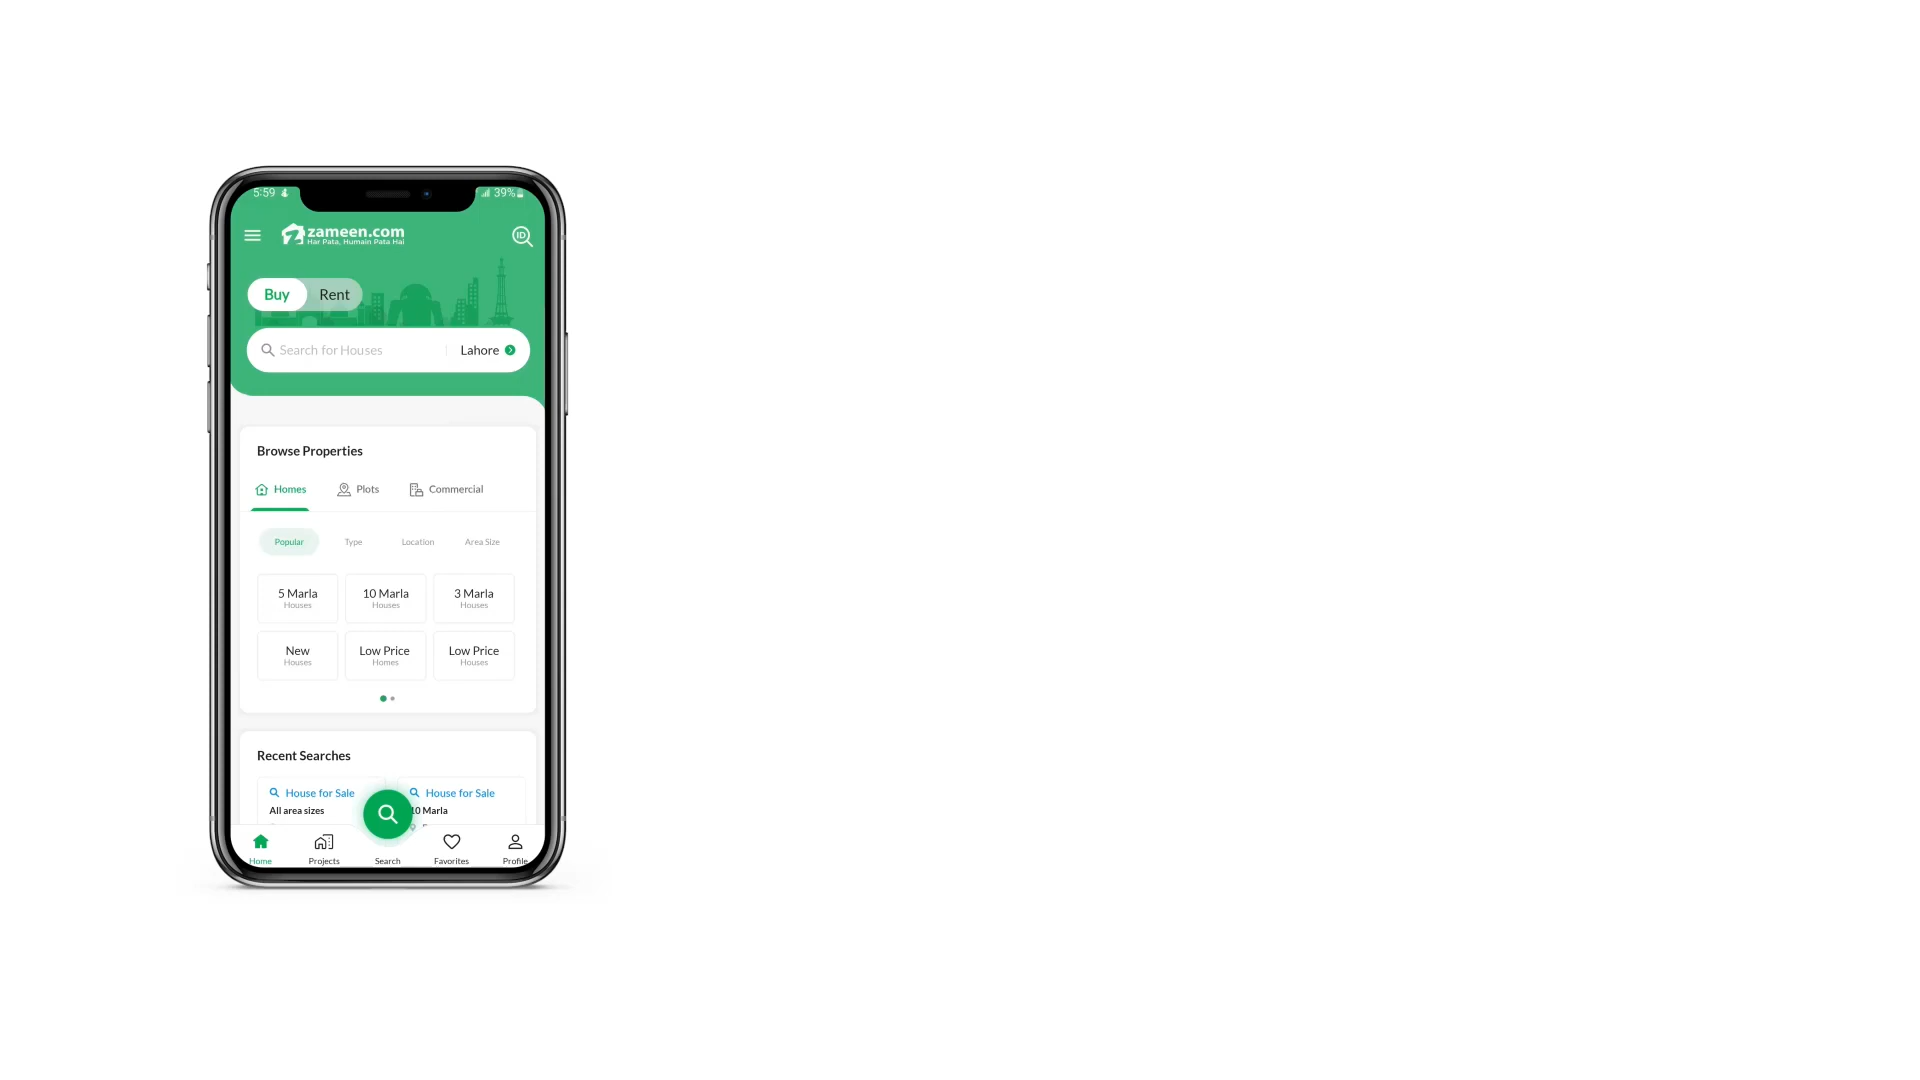 5:59
39%
zameen.com
Har Pata, Humain Pata Hai
ID
Buy
Rent
Search for Houses
Lahore
Browse Properties
Homes
Plots
Commercial
Popular
Type
Location
Area Size
5 Marla
Houses
10 Marla
Houses
3 Marla
Houses
New
Houses
Low Price
Homes
Low Price
Houses
Recent Searches
House for Sale
All area sizes
House for Sale
10 Marla
Home
Projects
Search
Favorites
Profile